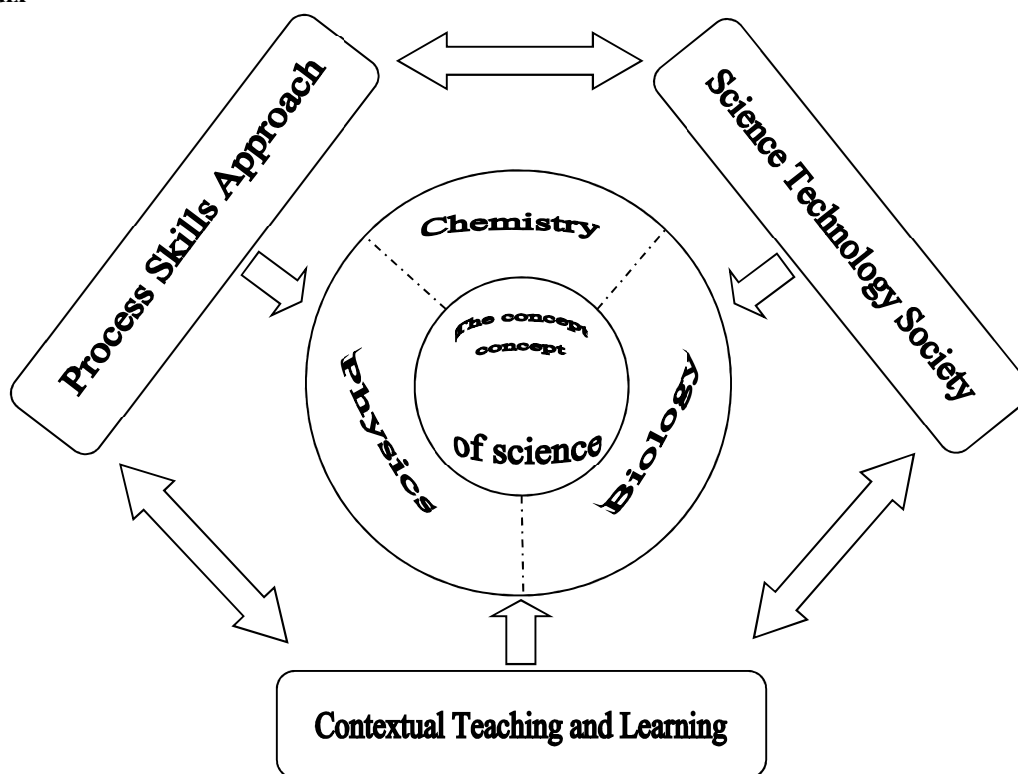 Process Skills Approach
Science Technology Society
Chemistry
The concept
concept
Physics
Biology
of science
Contextual Teaching and Learning